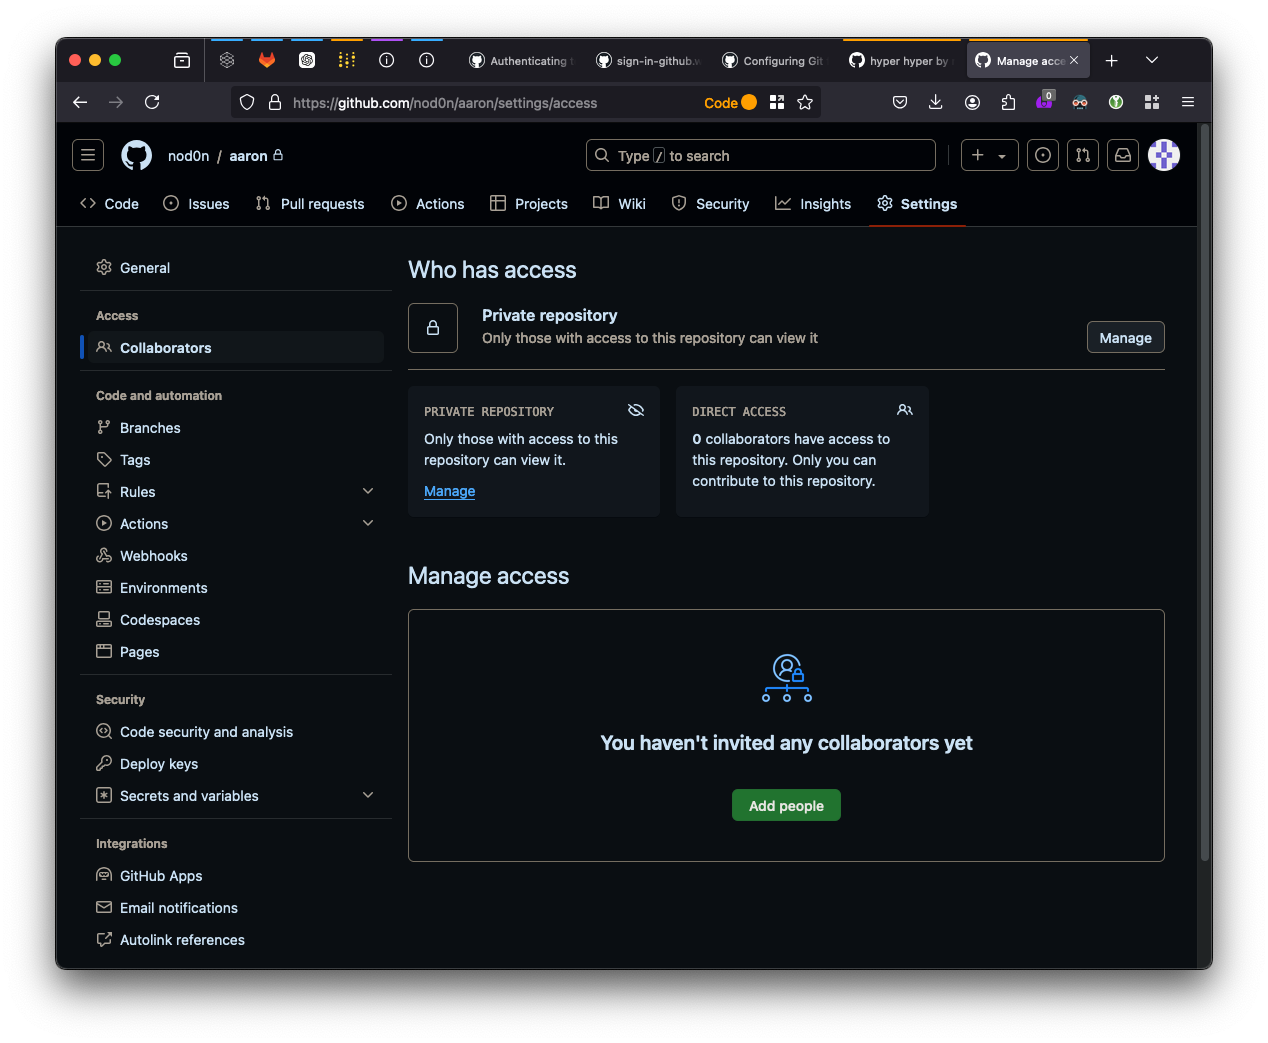 Authenticating t
sign-in-github.w
Configuring Git
hyper hyper by
Manage acce
https://github.com/nod0n/aaron/settings/access
Code
0
nod0n / aaron
Type / to search
Code
Issues
Pull requests
Actions
Projects
Wiki
Security
Insights
Settings
General
Access
Collaborators
Code and automation
Branches
Tags
Rules
Actions
Webhooks
Environments
Codespaces
Pages
Security
Code security and analysis
Deploy keys
Secrets and variables
Integrations
GitHub Apps
Email notifications
Autolink references
Who has access
Private repository
Only those with access to this repository can view it
Manage
PRIVATE REPOSITORY
Only those with access to this
repository can view it.
Manage
DIRECT ACCESS
0 collaborators have access to
this repository. Only you can
contribute to this repository.
Manage access
You haven't invited any collaborators yet
Add people